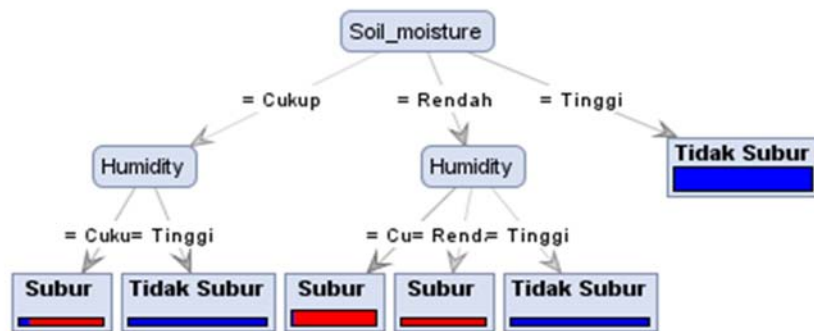 Soil_moisture
= Cukup = Rendah = Tinggi
Humidity Humidity Tidak Subur
= Cuku= Tinggi = Cu= Rend.= Tinggi
Subur Tidak Subur Subur Subur Tidak Subur